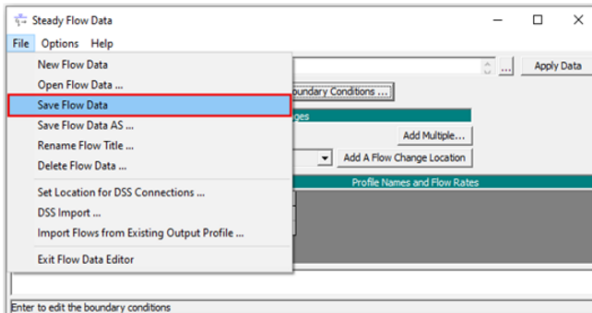 Steady Flow Data
File Options Help
New Flow Data
Open Flow Data ...
... Apply Data
Save Flow Data
oundary Conditions ...
Save Flow Data AS ...
ges
Rename Flow Title ...
Add Multiple...
Delete Flow Data ...
Add A Flow Change Location
Set Location for DSS Connections ...
Profile Names and Flow Rates
DSS Import ...
Import Flows from Existing Output Profile ...
Exit Flow Data Editor
Enter to edit the boundary conditions